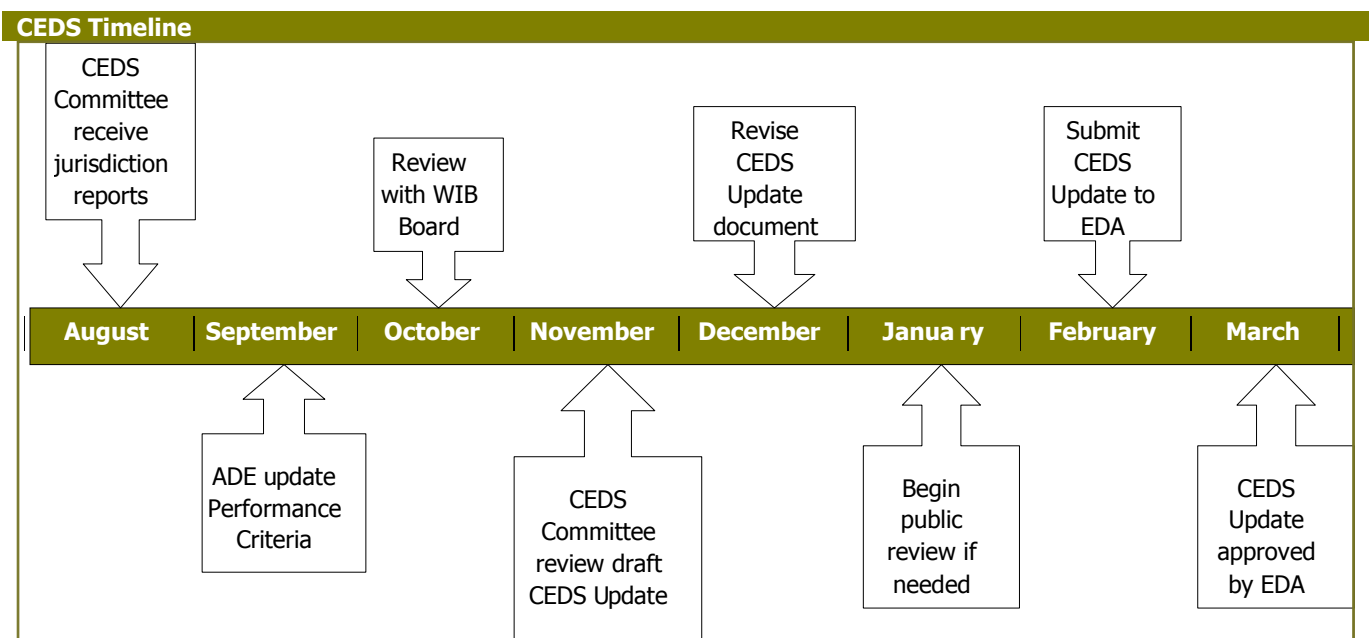 CEDS Timeline
CEDS
Committee
receive
jurisdiction
reports
Review
with WIB
Board
Revise
CEDS
Update
document
Submit
CEDS
Update to
EDA
August September October November December Janua ry February March
ADE update
Performance
Criteria
CEDS
Committee
review draft
CEDS Update
Begin
public
review if
needed
CEDS
Update
approved
by EDA